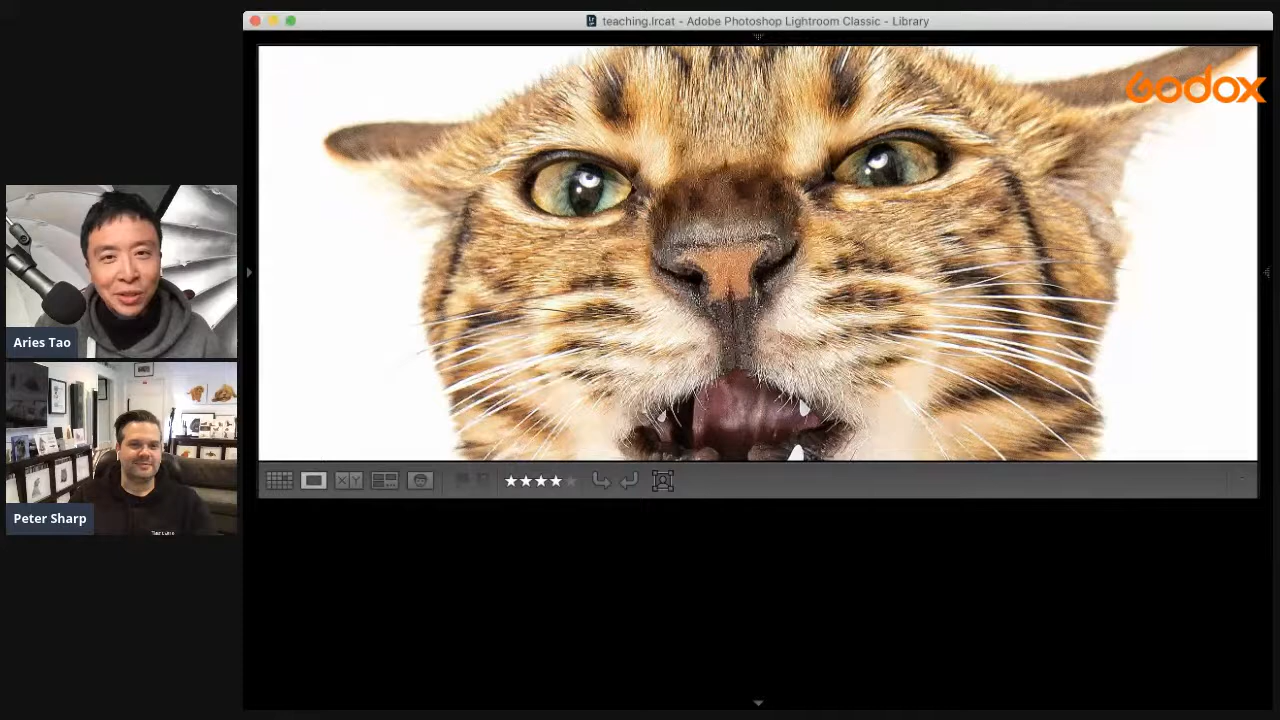 teaching.lrcat - Adobe Photoshop Lightroom Classic - Library
Godox
Aries Tao
Peter Sharp
X Y